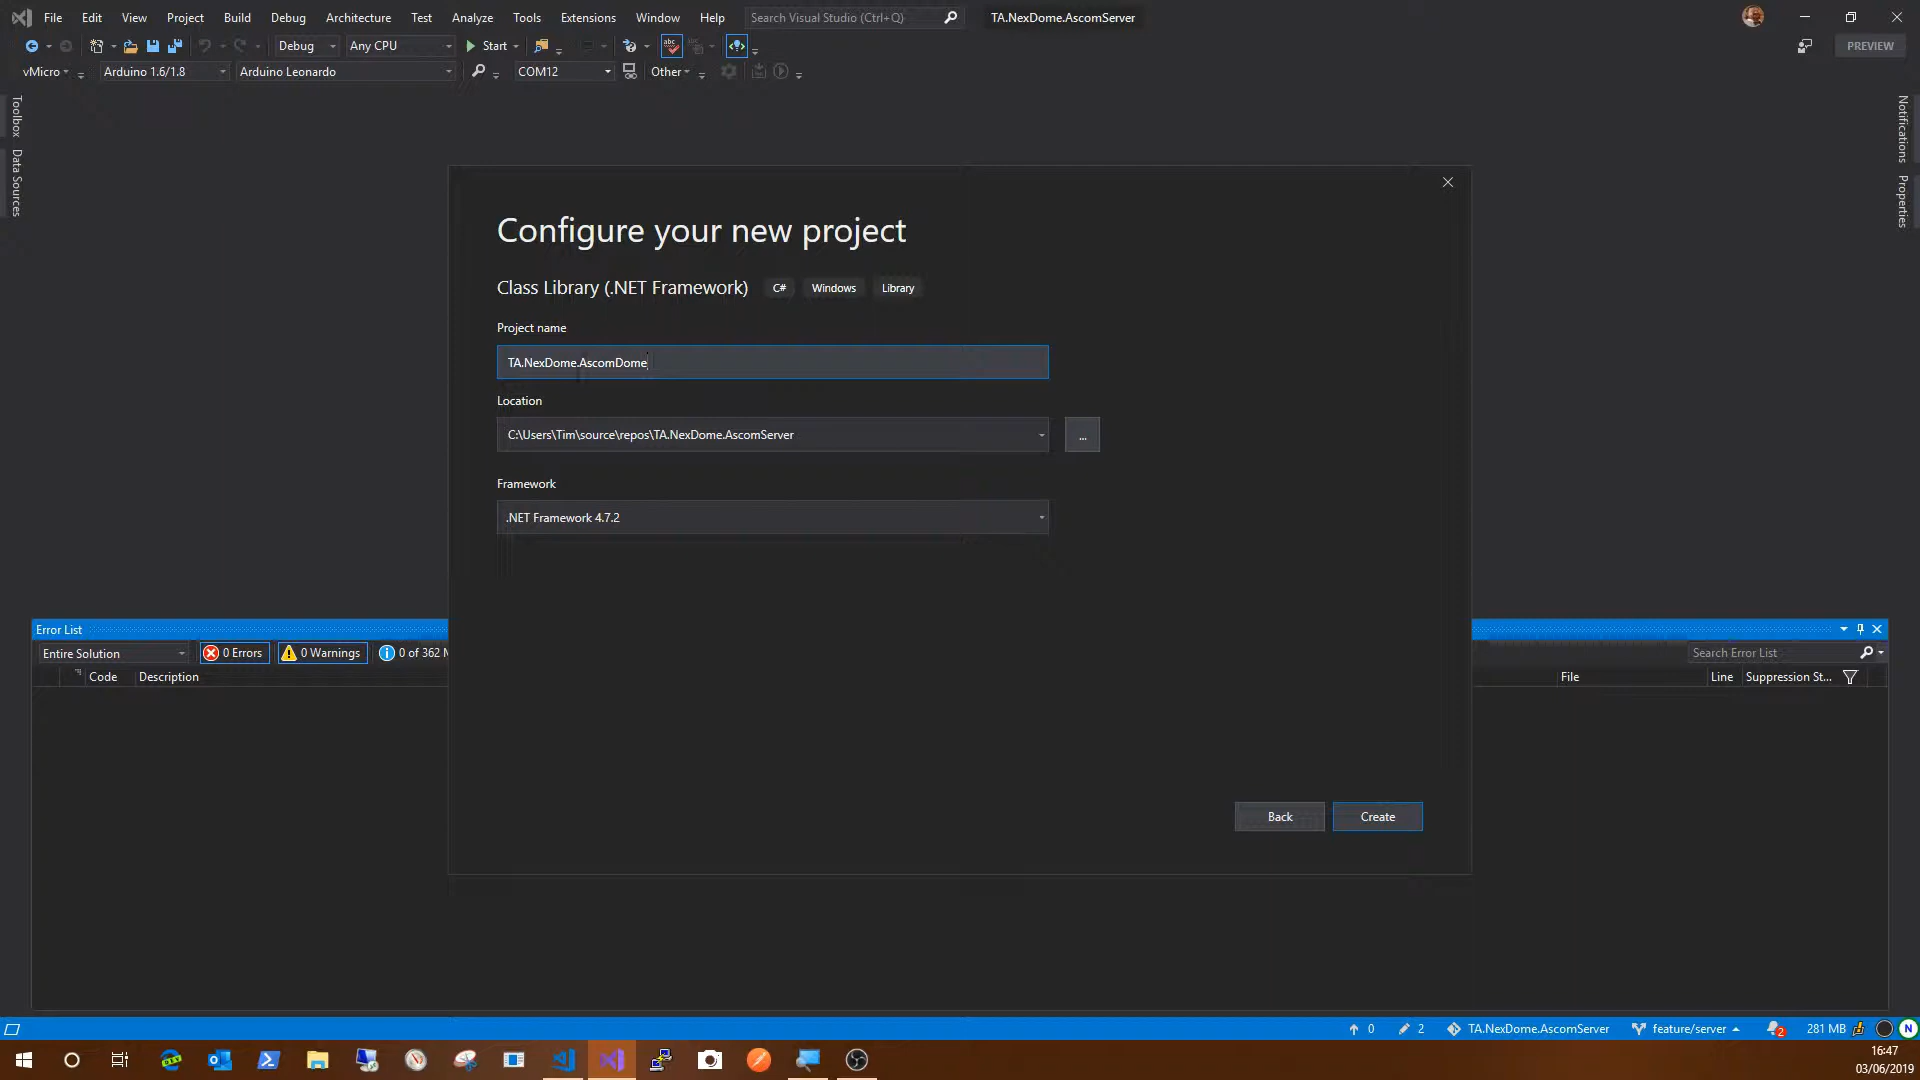 File Edit View Project Build Debug Architecture Test Analyze Tools Extensions Window Help Search Visual Studio (Ctrl+Q) TA.NexDome.AscomServer
Debug Any CPU Start PREVIEW
vMicro Arduino 1.6/1.8 Arduino Leonardo COM12 Other
Toolbox
Data Sources
Notifications
Properties
Configure your new project
Class Library (.NET Framework) C# Windows Library
Project name
TA.NexDome.AscomDome
Location
C:\Users\Tim\source\repos\TA.NexDome.AscomServer
...
Framework
.NET Framework 4.7.2
Back Create
Error List
Entire Solution 0 Errors 0 Warnings 0 of 362 Search Error List
Code Description File Line Suppression St...
0 2 TA.NexDome.AscomServer feature/server 2 281 MB N
16:47
03/06/2019